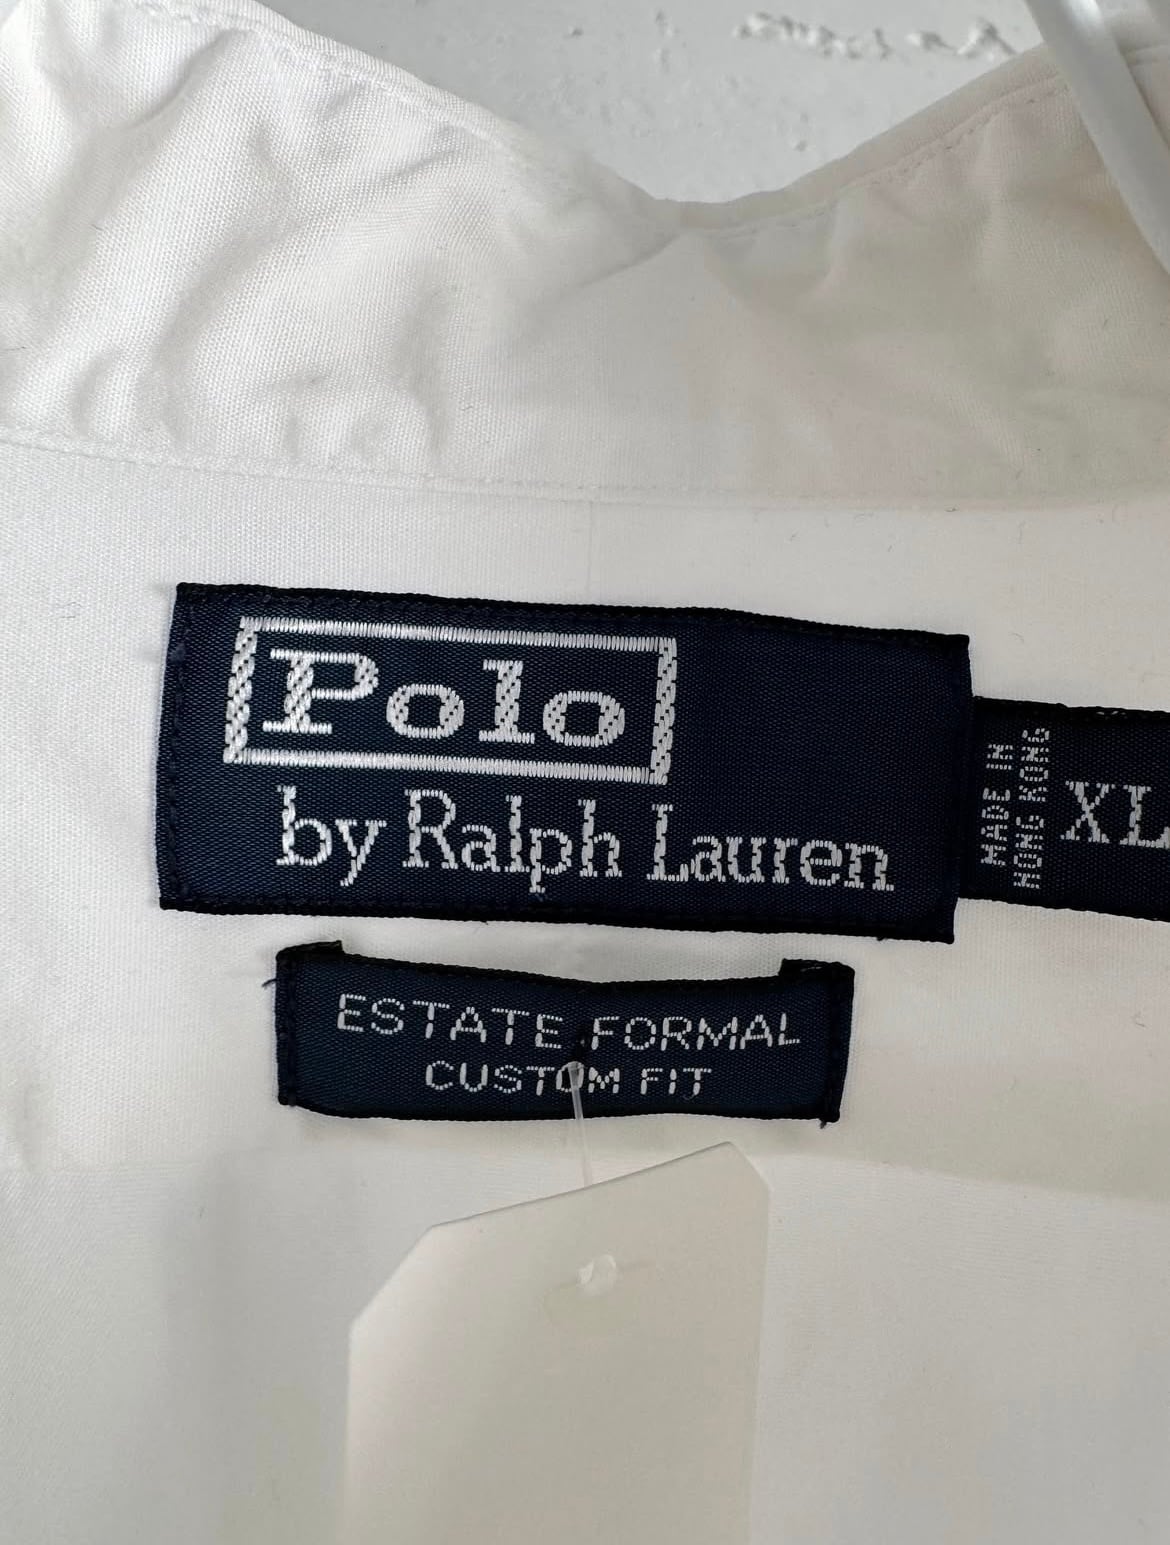 Polo
by Ralph Lauren
MADE IN
HONG KONG
XL
ESTATE FORMAL
CUSTOM FIT